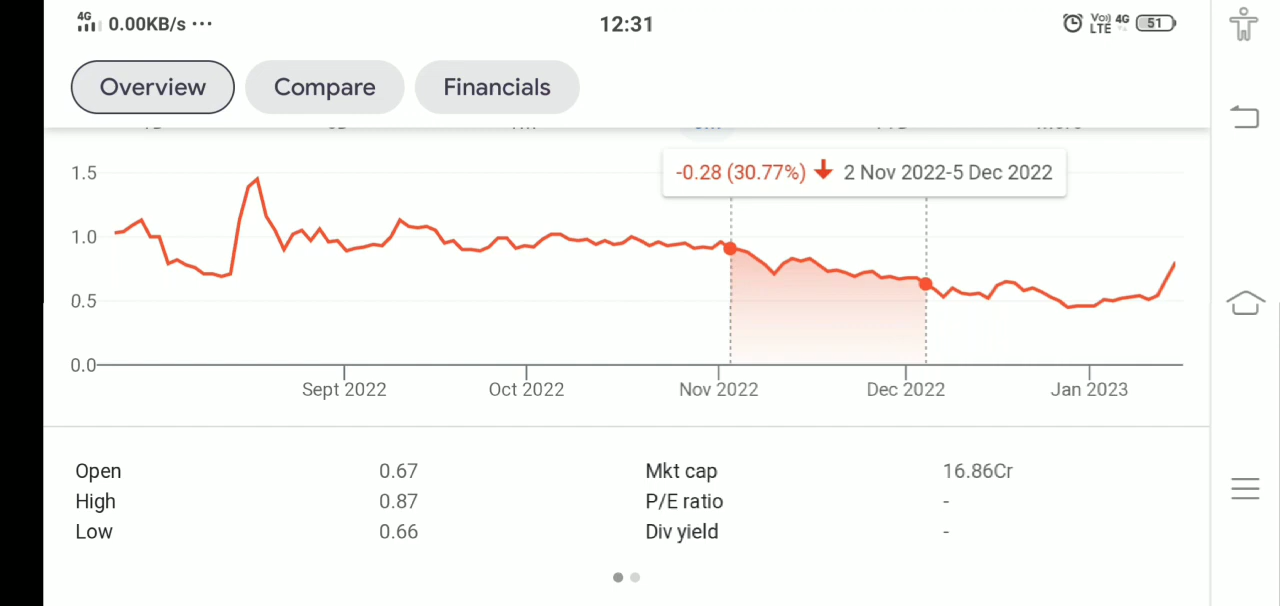 4G 0.00KB/s ... 12:31 Vo) LTE 4G 51
Overview Compare Financials
-0.28 (30.77%) 2 Nov 2022-5 Dec 2022
1.5
1.0
0.5
0.0
Sept 2022 Oct 2022 Nov 2022 Dec 2022 Jan 2023
Open 0.67 Mkt cap 16.86Cr
High 0.87 P/E ratio -
Low 0.66 Div yield -